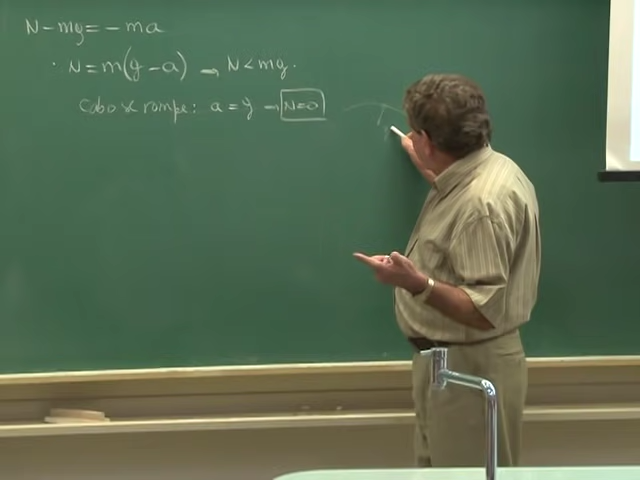 N - mg = - ma
· N = m(g - a) → N < mg.
Cabo se rompe: a = g → N=0